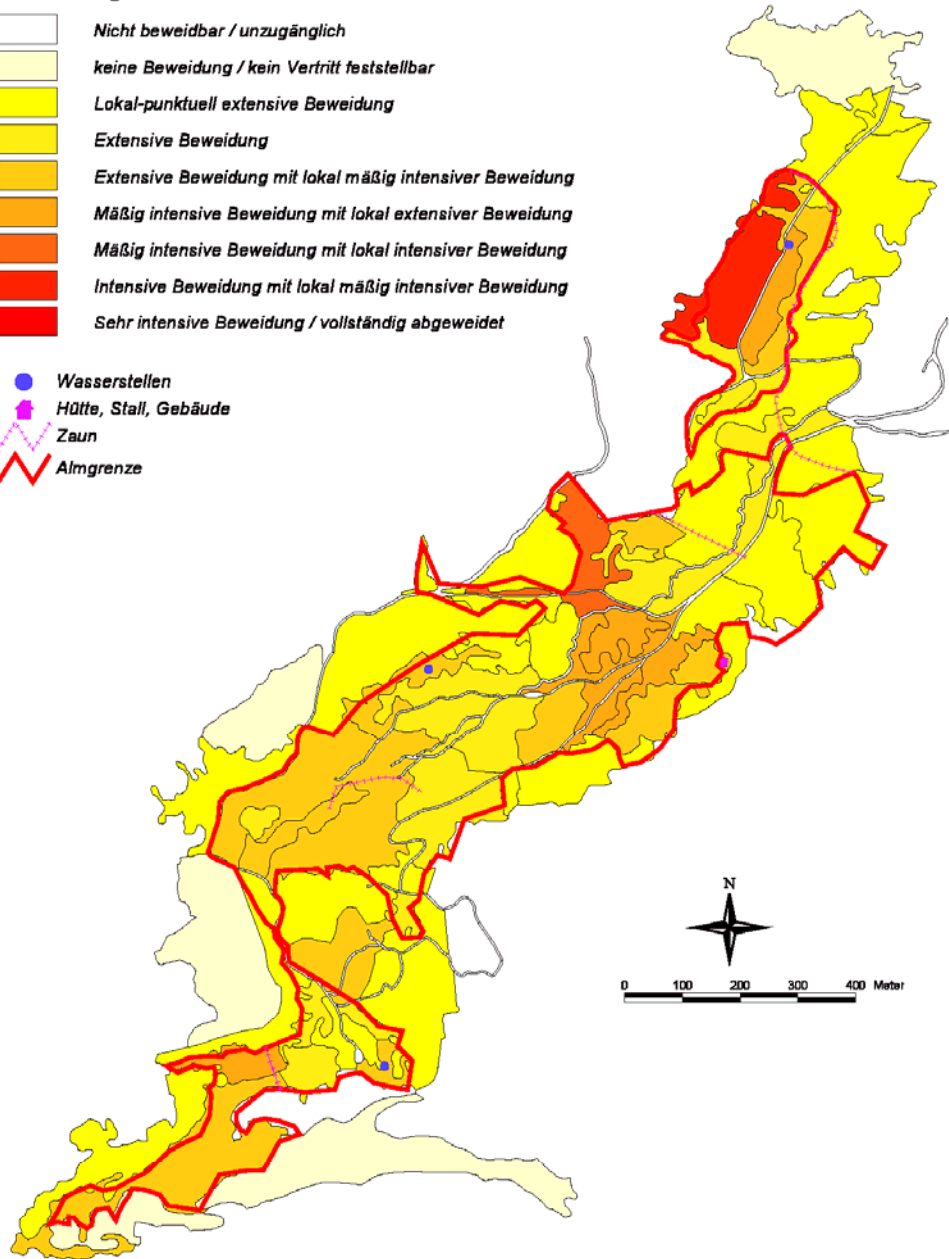 Nicht beweidbar / unzugänglich
keine Beweidung / kein Vertritt feststellbar
Lokal-punktuell extensive Beweidung
Extensive Beweidung
Extensive Beweidung mit lokal mäßig intensiver Beweidung
Mäßig intensive Beweidung mit lokal extensiver Beweidung
Mäßig intensive Beweidung mit lokal intensiver Beweidung
Intensive Beweidung mit lokal mäßig intensiver Beweidung
Sehr intensive Beweidung / vollständig abgeweidet
Wasserstellen
Hütte, Stall, Gebäude
Zaun
Almgrenze
N
0 100 200 300 400 Meter